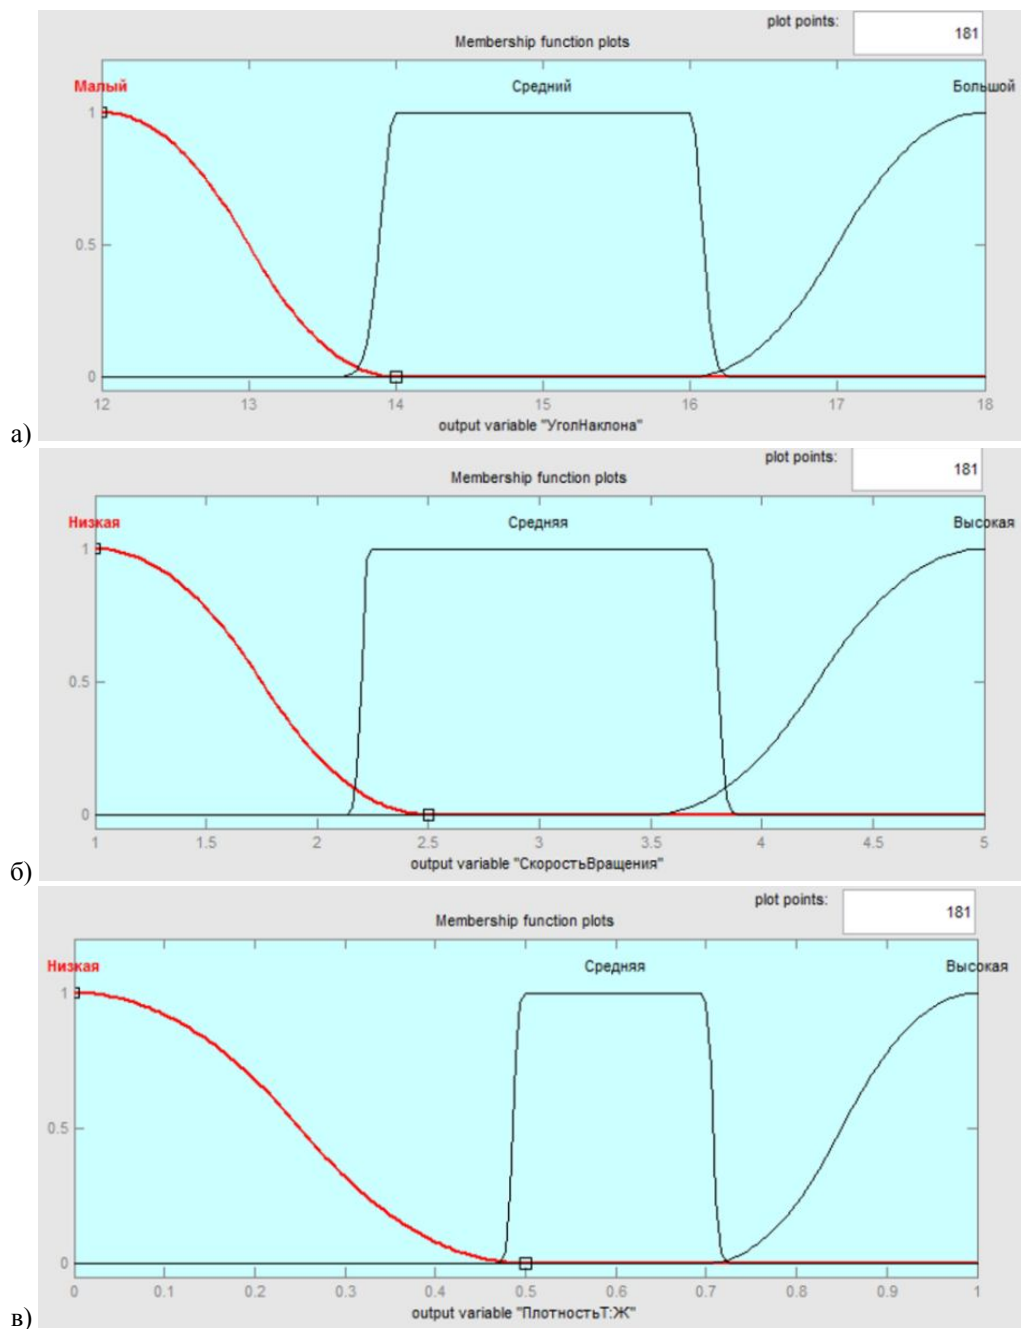 plot points: 181
Membership function plots
Малый Средний Большой
1
0.5
0
12 13 14 15 16 17 18
output variable "УголНаклона"
а)
plot points: 181
Membership function plots
Низкая Средняя Высокая
1
0.5
0
1 1.5 2 2.5 3 3.5 4 4.5 5
output variable "СкоростьВращения"
б)
plot points: 181
Membership function plots
Низкая Средняя Высокая
1
0.5
0
0 0.1 0.2 0.3 0.4 0.5 0.6 0.7 0.8 0.9 1
output variable "ПлотностьТ:Ж"
в)